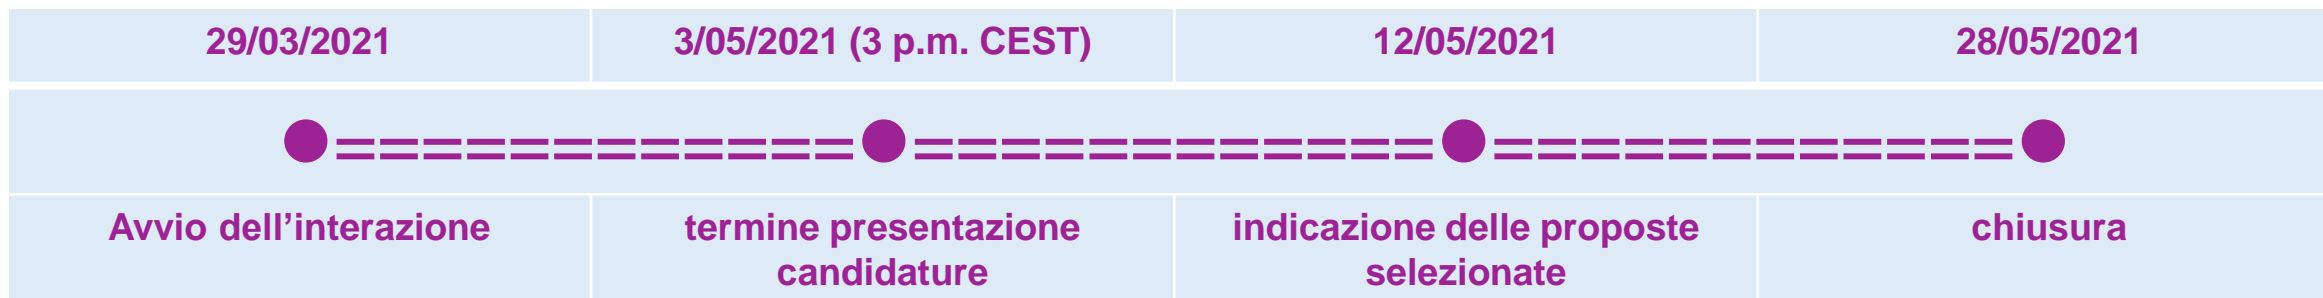 29/03/2021
3/05/2021 (3 p.m. CEST)
12/05/2021
28/05/2021
Avvio dell’interazione
termine presentazione
candidature
indicazione delle proposte
selezionate
chiusura